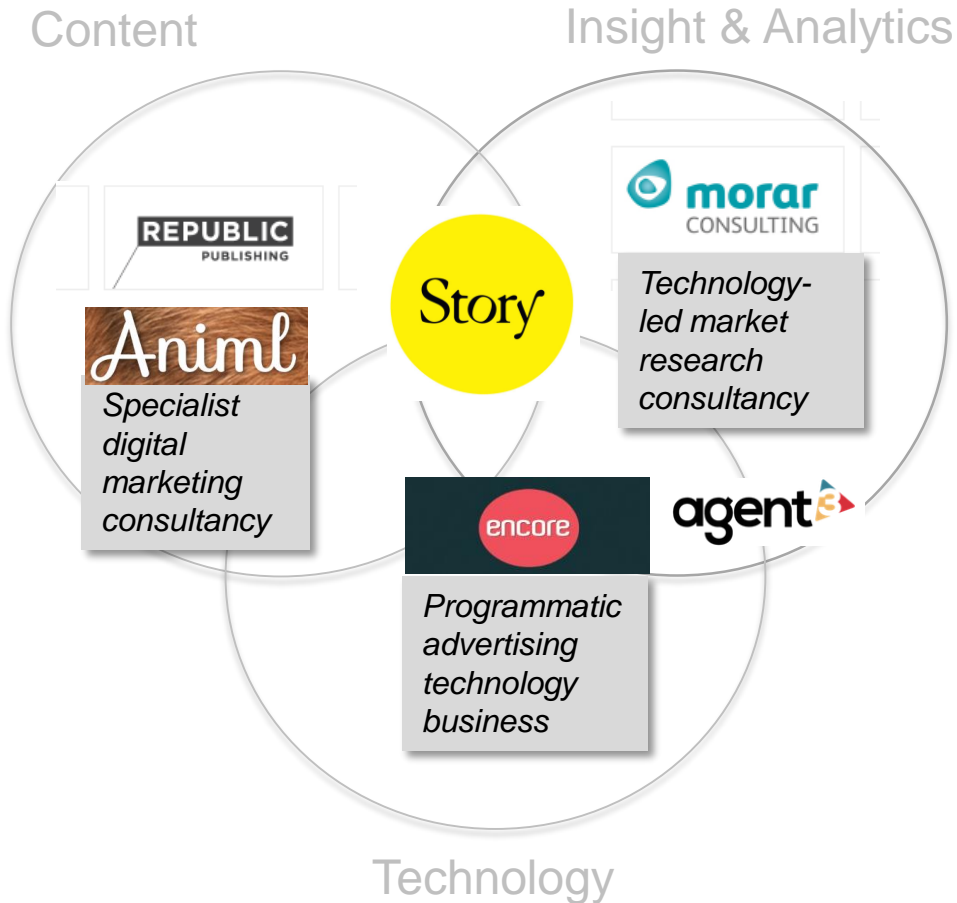 Content
Insight & Analytics
REPUBLIC
PUBLISHING
morar
CONSULTING
Story
Technology-
led market
research
consultancy
Animl
Specialist
digital
marketing
consultancy
encore
agent3
Programmatic
advertising
technology
business
Technology